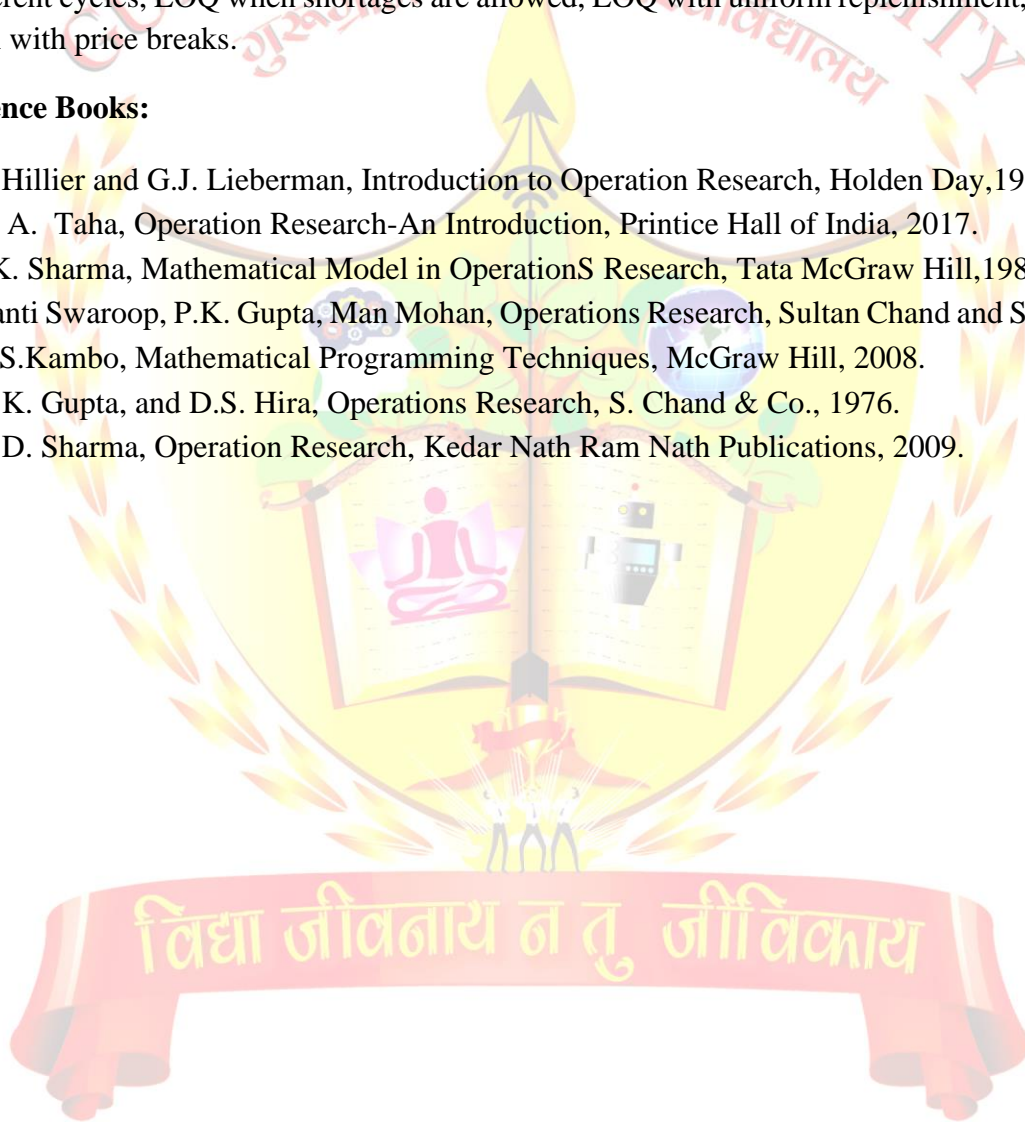 erent cycles, EOQ when shortages are allowed, EOQ with uniform replenishment,
with price breaks.
ence Books:
Hillier and G.J. Lieberman, Introduction to Operation Research, Holden Day,19
A. Taha, Operation Research-An Introduction, Printice Hall of India, 2017.
K. Sharma, Mathematical Model in OperationS Research, Tata McGraw Hill,198
anti Swaroop, P.K. Gupta, Man Mohan, Operations Research, Sultan Chand and S
S.Kambo, Mathematical Programming Techniques, McGraw Hill, 2008.
K. Gupta, and D.S. Hira, Operations Research, S. Chand & Co., 1976.
D. Sharma, Operation Research, Kedar Nath Ram Nath Publications, 2009.
विद्या जीवनाय न तु जीविकाय